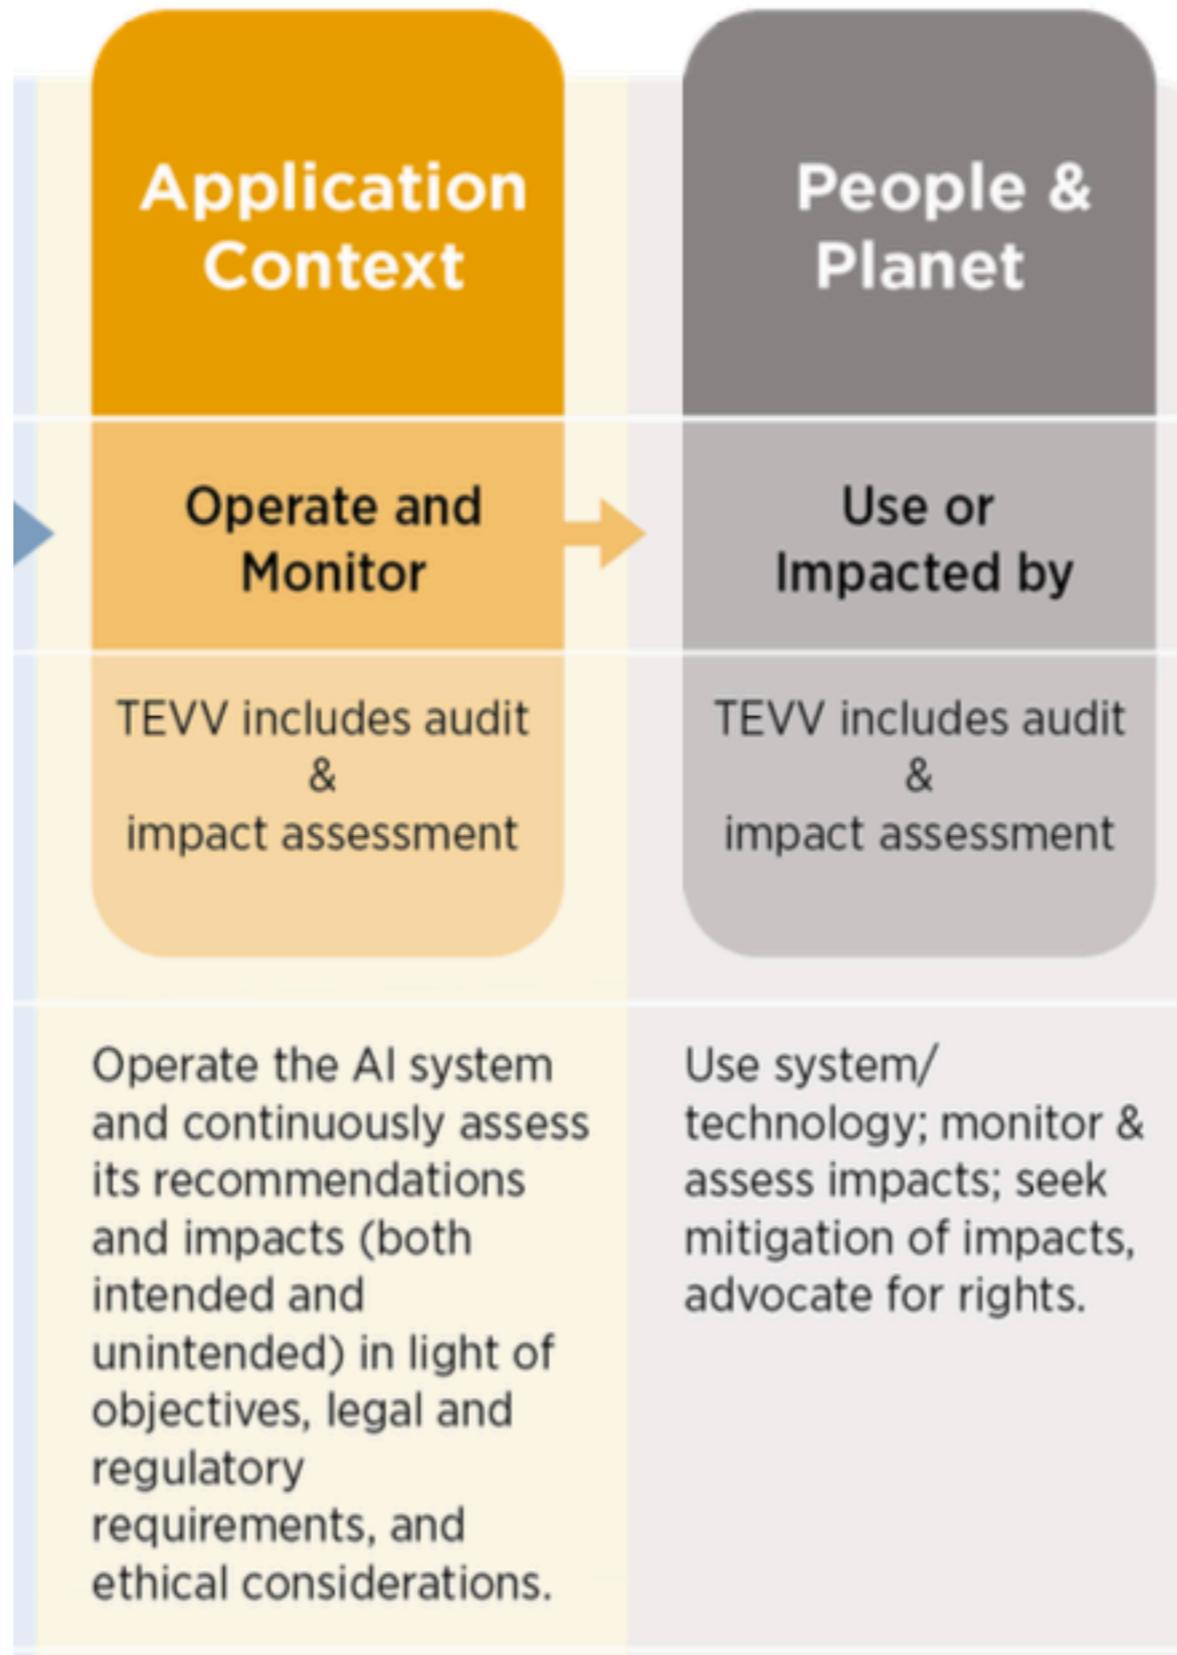 Application
Context
Operate and
Monitor
TEVV includes audit
&
impact assessment
Operate the AI system
and continuously assess
its recommendations
and impacts (both
intended and
unintended) in light of
objectives, legal and
regulatory
requirements, and
ethical considerations.
People &
Planet
Use or
Impacted by
TEVV includes audit
&
impact assessment
Use system/
technology; monitor &
assess impacts; seek
mitigation of impacts,
advocate for rights.